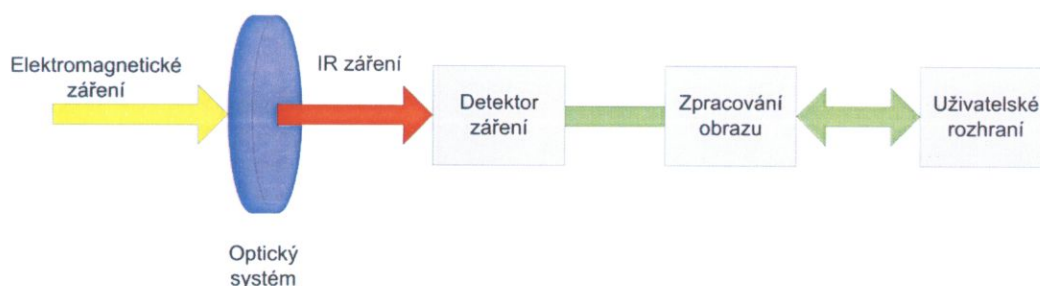 Elektromagnetické
záření
IR záření
Detektor
záření
Zpracování
obrazu
Uživatelské
rozhraní
Optický
systém